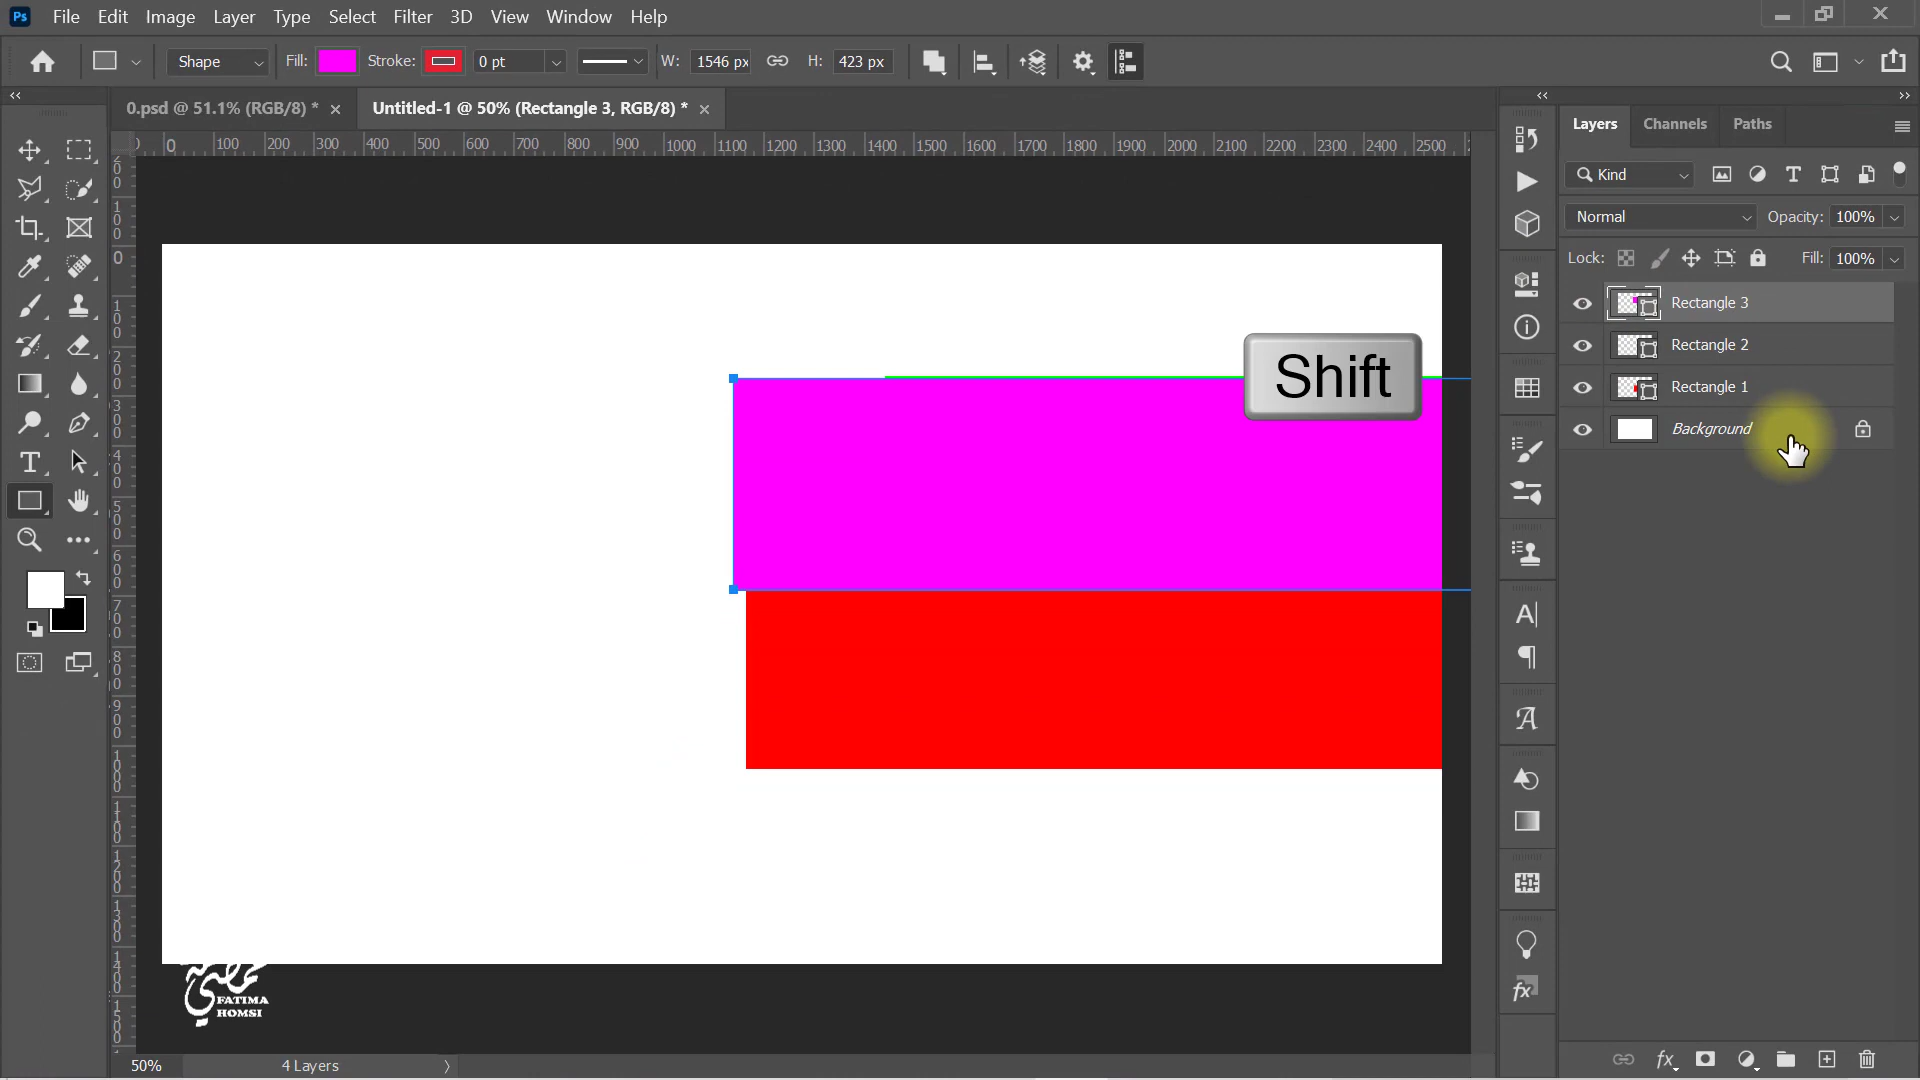 Ps File Edit Image Layer Type Select Filter 3D View Window Help
Shape Fill: Stroke: 0 pt W: 1546 px H: 423 px
0.psd @ 51.1% (RGB/8) * Untitled-1 @ 50% (Rectangle 3, RGB/8) *
0 100 200 300 400 500 600 700 800 900 1000 1100 1200 1300 1400 1500 1600 1700 1800 1900 2000 2100 2200 2300 2400 2500
Layers Channels Paths
Kind
Normal Opacity: 100%
Lock: Fill: 100%
Rectangle 3
Rectangle 2
Rectangle 1
Background
Shift
FATIMA
HOMSI
50% 4 Layers